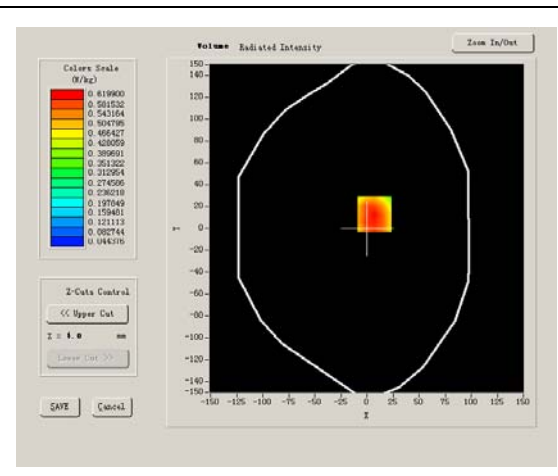 Volume Radiated Intensity
Zoom In/Out
Colors Scale
(W/kg)
0.619900
0.581532
0.543164
0.504795
0.466427
0.428059
0.389691
0.351322
0.312954
0.274586
0.236218
0.197849
0.159481
0.121113
0.082744
0.044376
Z-Cuts Control
<< Upper Cut
Z = 4.0 mm
Lower Cut >>
SAVE
Cancel
150
140
120
100
80
60
40
20
Y
0
-20
-40
-60
-80
-100
-120
-140
-150
-150 -125 -100 -75 -50 -25 0 25 50 75 100 125 150
X